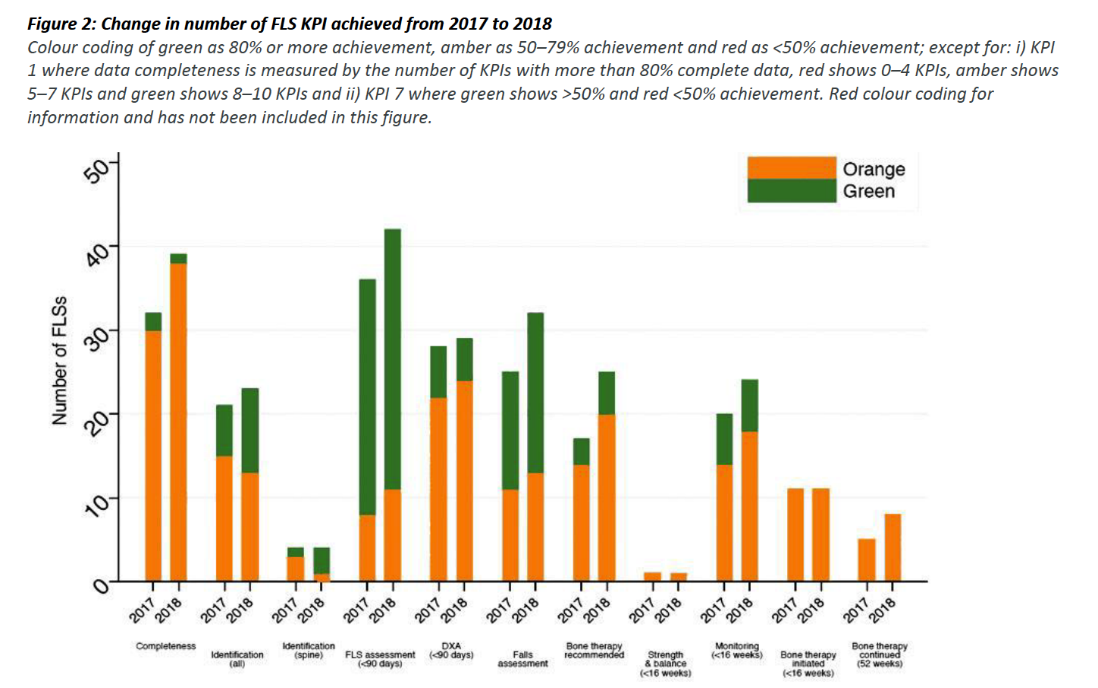 Figure 2: Change in number of FLS KPI achieved from 2017 to 2018
Colour coding of green as 80% or more achievement, amber as 50–79% achievement and red as <50% achievement; except for: i) KPI
1 where data completeness is measured by the number of KPIs with more than 80% complete data, red shows 0–4 KPIs, amber shows
5–7 KPIs and green shows 8–10 KPIs and ii) KPI 7 where green shows >50% and red <50% achievement. Red colour coding for
information and has not been included in this figure.
Orange
Green
Number of FLSs
50
40
30
20
10
0
2017 2018 2017 2018 2017 2018 2017 2018 2017 2018 2017 2018 2017 2018 2017 2018 2017 2018 2017 2018 2017 2018
Completeness
Identification
(all)
Identification
(spine)
FLS assessment
(<90 days)
DXA
(<90 days)
Falls
assessment
Bone therapy
recommended
Strength
& balance
(<16 weeks)
Monitoring
(<16 weeks)
Bone therapy
initiated
(<16 weeks)
Bone therapy
continued
(52 weeks)